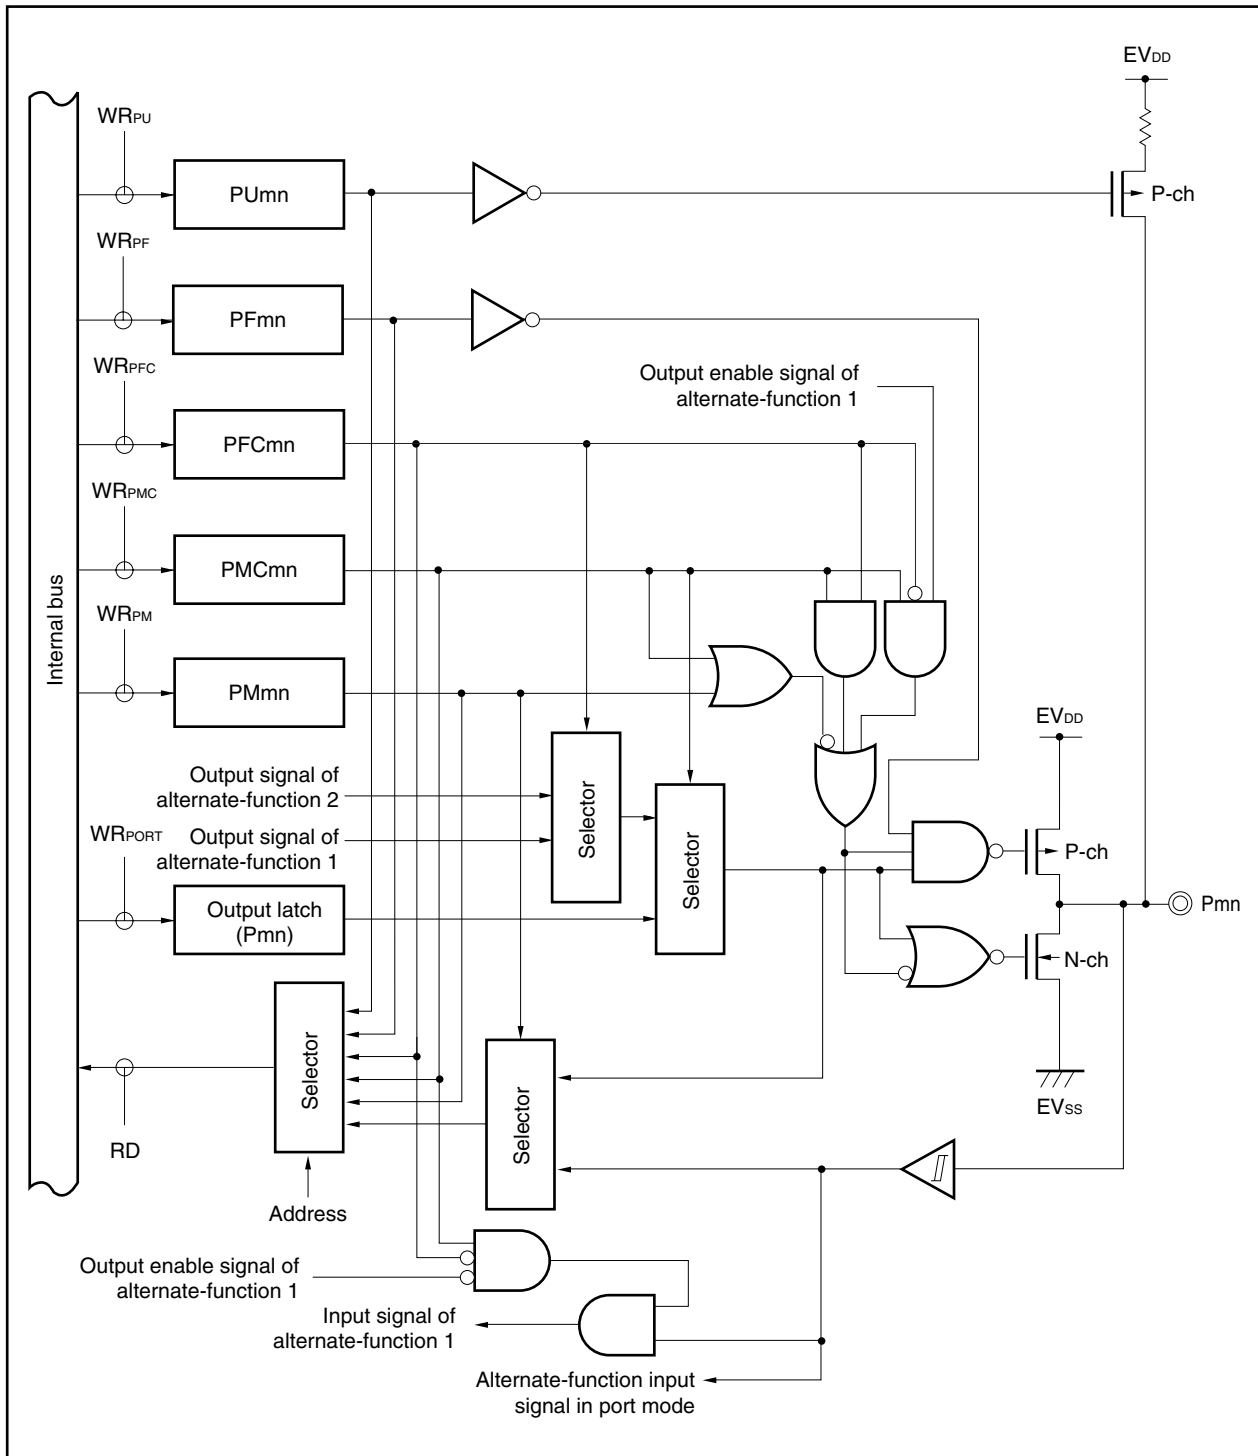 EVDD
WRPU
PUmn
P-ch
WRPF
PFmn
WRPFC
Output enable signal of
alternate-function 1
PFCmn
WRPMC
PMCmn
Internal bus
WRPM
PMmn
EVDD
Output signal of
alternate-function 2
Selector
WRPORT
Output signal of
alternate-function 1
Selector
P-ch
Output latch
(Pmn)
Pmn
N-ch
Selector
Selector
RD
EVSS
Address
Output enable signal of
alternate-function 1
Input signal of
alternate-function 1
Alternate-function input
signal in port mode